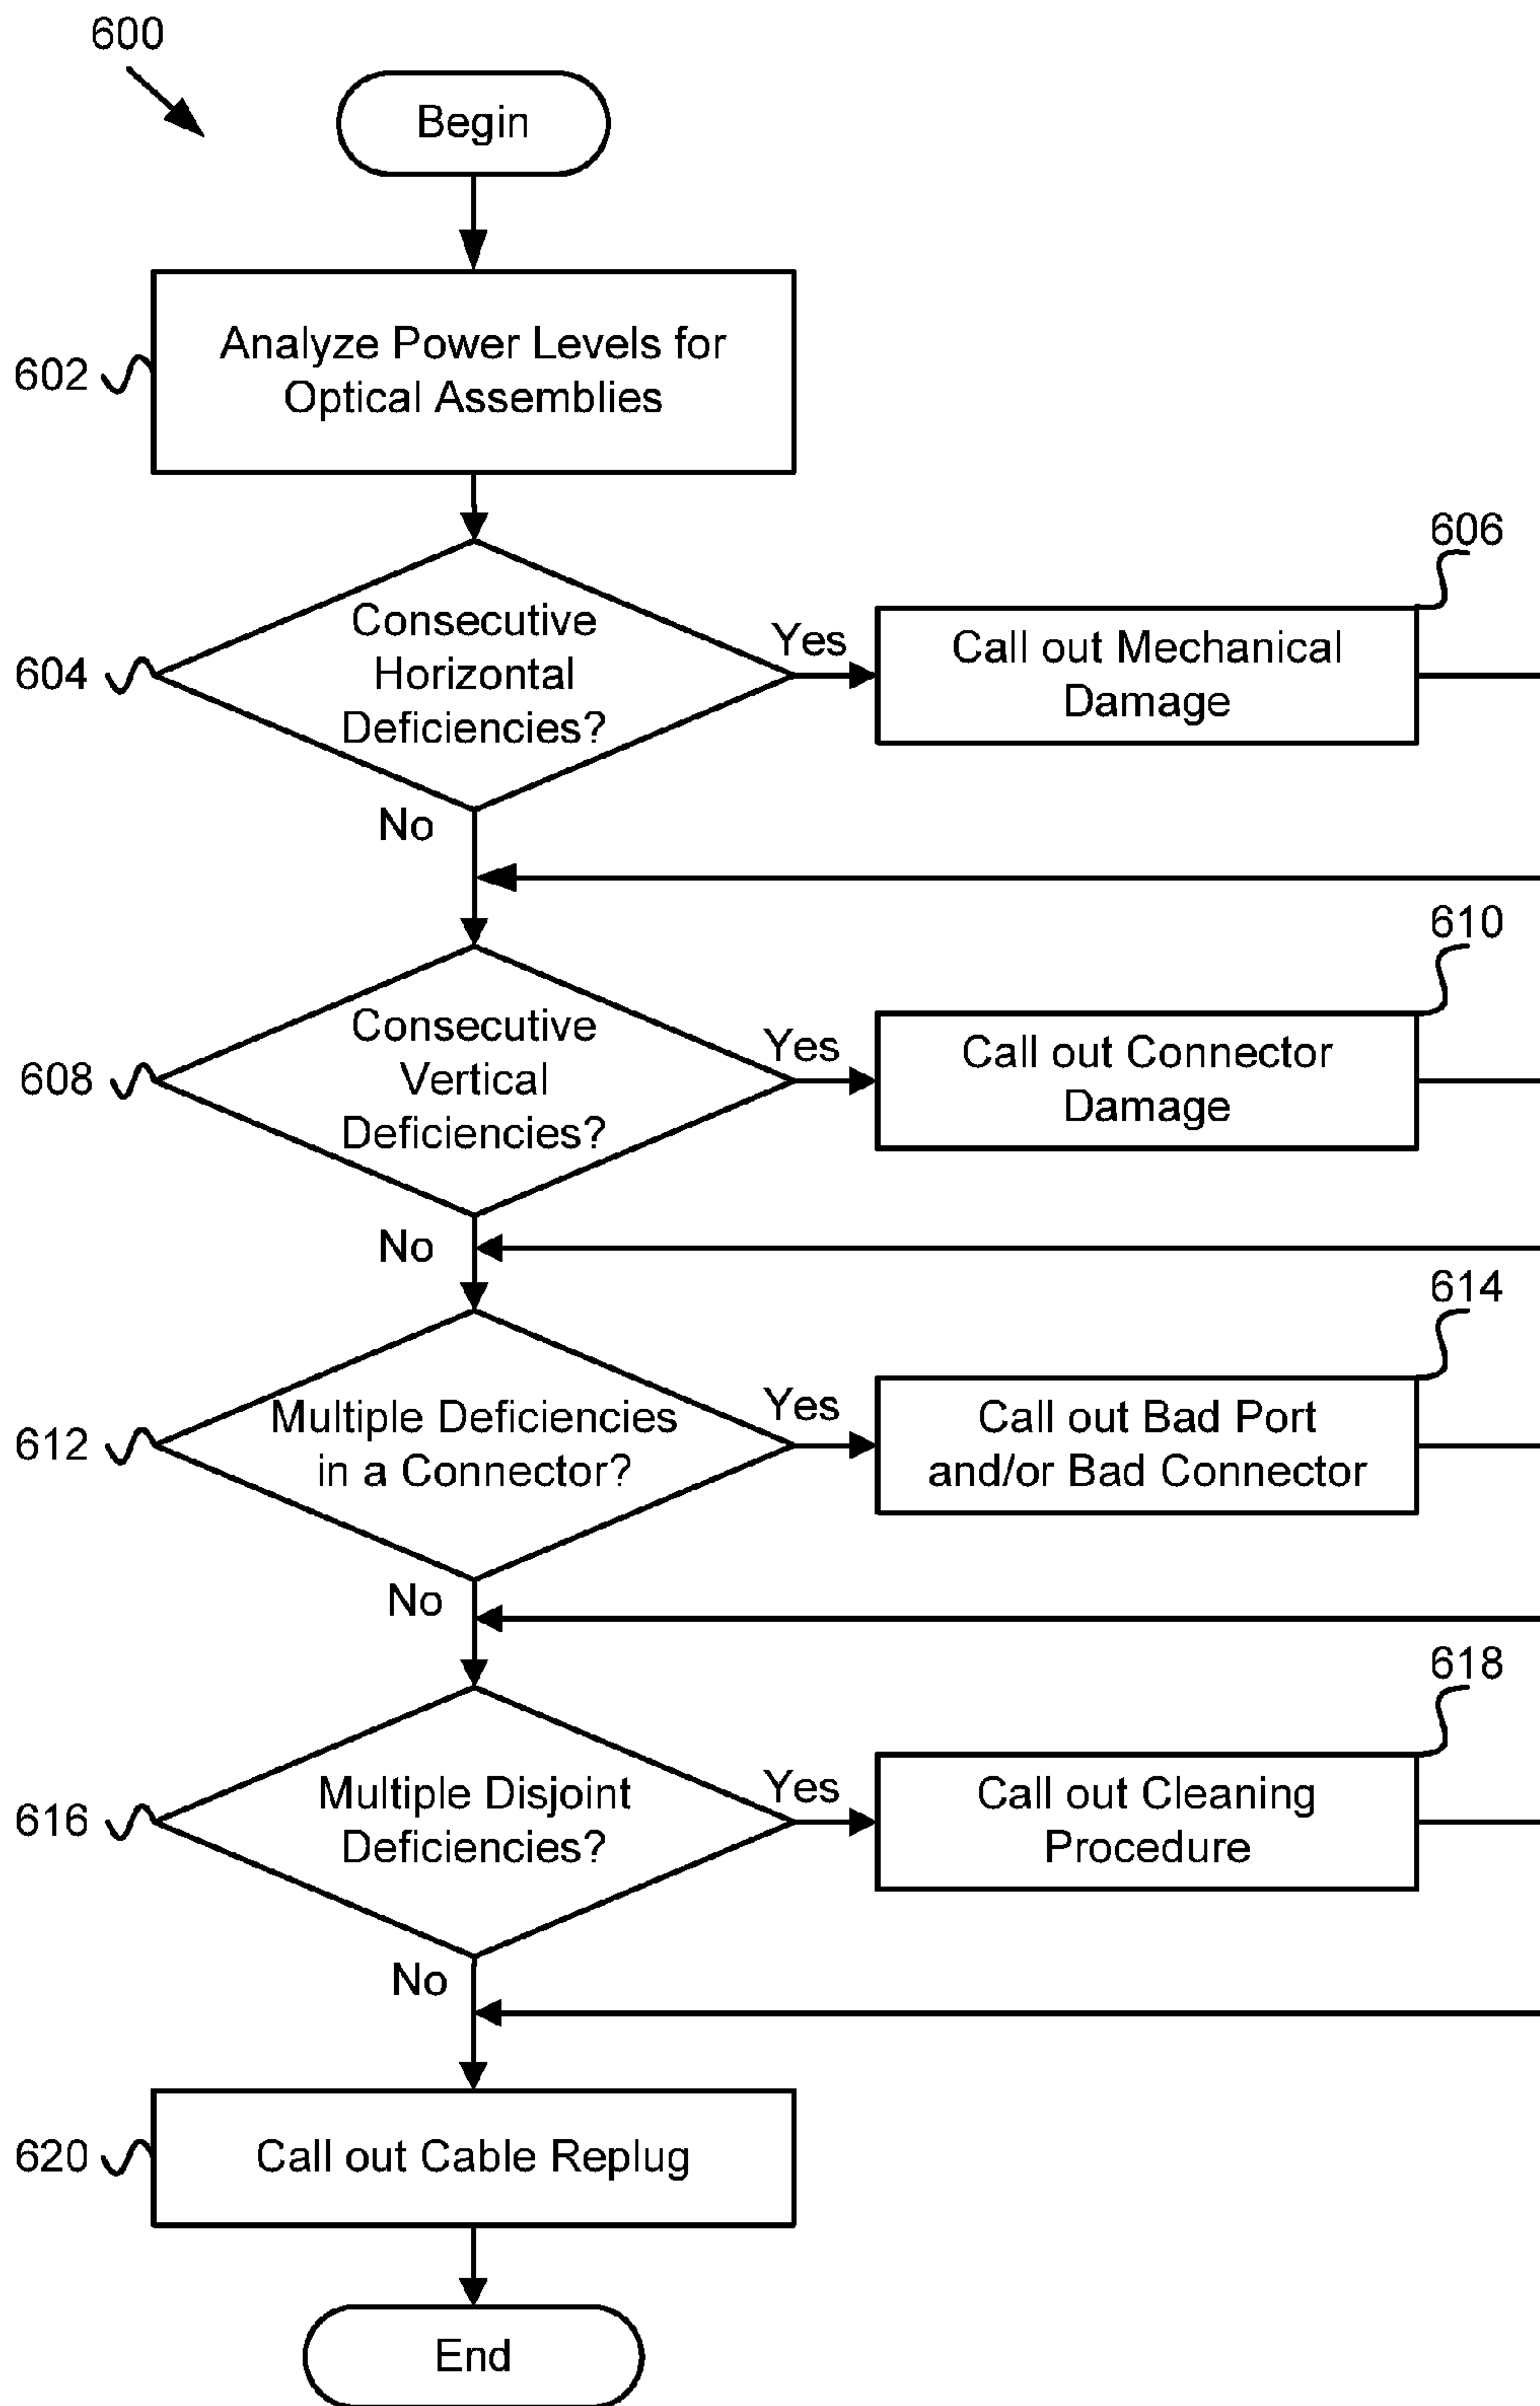 600
Begin
Analyze Power Levels for
Optical Assemblies
602
606
Consecutive
Horizontal
Deficiencies?
604
Yes
Call out Mechanical
Damage
No
610
Consecutive
Vertical
Deficiencies?
608
Yes
Call out Connector
Damage
No
614
Multiple Deficiencies
in a Connector?
612
Yes
Call out Bad Port
and/or Bad Connector
No
618
Multiple Disjoint
Deficiencies?
616
Yes
Call out Cleaning
Procedure
No
620
Call out Cable Replug
End